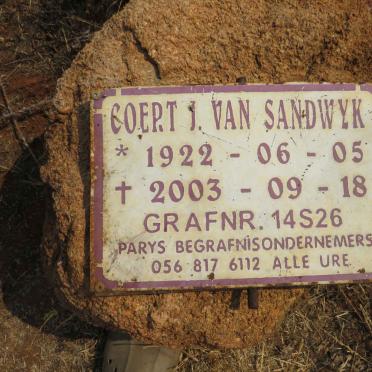 COERT J VAN SANDWYK
* 1922 - 06 - 05
† 2003 - 09 - 18
GRAFNR. 14S26
PARYS BEGRAFNISONDERNEMERS
056 817 6112 ALLE URE